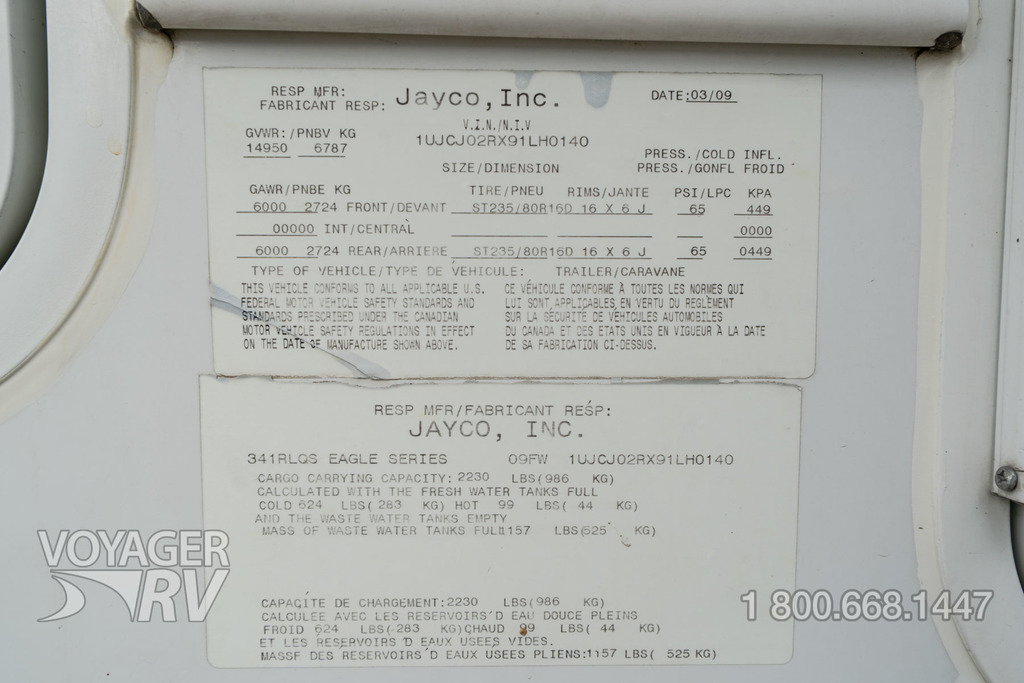 RESP MFR:
FABRICANT RESP: Jayco, Inc. DATE:03/09
V.I.N./N.I.V
GVWR:/PNBV KG 1UJCJ02RX91LH0140
14950 6787
PRESS./COLD INFL.
SIZE/DIMENSION PRESS./GONFL FROID
GAWR/PNBE KG TIRE/PNEU RIMS/JANTE PSI/LPC KPA
6000 2724 FRONT/DEVANT ST235/80R16D 16 X 6 J 65 449
00000 INT/CENTRAL 0000
6000 2724 REAR/ARRIERE ST235/80R16D 16 X 6 J 65 0449
TYPE OF VEHICLE/TYPE DE VÉHICULE: TRAILER/CARAVANE
THIS VEHICLE CONFORMS TO ALL APPLICABLE U.S.
FEDERAL MOTOR VEHICLE SAFETY STANDARDS AND
STANDARDS PRESCRIBED UNDER THE CANADIAN
MOTOR VEHICLE SAFETY REGULATIONS IN EFFECT
ON THE DATE OF MANUFACTURE SHOWN ABOVE.
CE VÉHICULE CONFORME À TOUTES LES NORMES QUI
LUI SONT APPLICABLES EN VERTU DU REGLEMENT
SUR LA SÉCURITÉ DE VÉHICULES AUTOMOBILES
DU CANADA ET DES ETATS UNIS EN VIGUEUR À LA DATE
DE SA FABRICATION CI-DESSUS.
RESP MFR/FABRICANT RESP:
JAYCO, INC.
341RLQS EAGLE SERIES 09FW 1UJCJ02RX91LH0140
CARGO CARRYING CAPACITY: 2230 LBS(986 KG)
CALCULATED WITH THE FRESH WATER TANKS FULL
COLD 624 LBS( 283 KG) HOT 99 LBS( 44 KG)
AND THE WASTE WATER TANKS EMPTY
MASS OF WASTE WATER TANKS FULL1157 LBS(525 KG)
CAPACITE DE CHARGEMENT:2230 LBS(986 KG)
CALCULEE AVEC LES RESERVOIRS'D EAU DOUCE PLEINS
FROID 624 LBS(283 KG)CHAUD 99 LBS( 44 KG)
ET LES RESERVOIRS'D EAUX USEES VIDES.
MASSF DES RESERVOIRS'D EAUX USEES PLIENS:1157 LBS( 525 KG)
VOYAGER
RV
1 800.668.1447